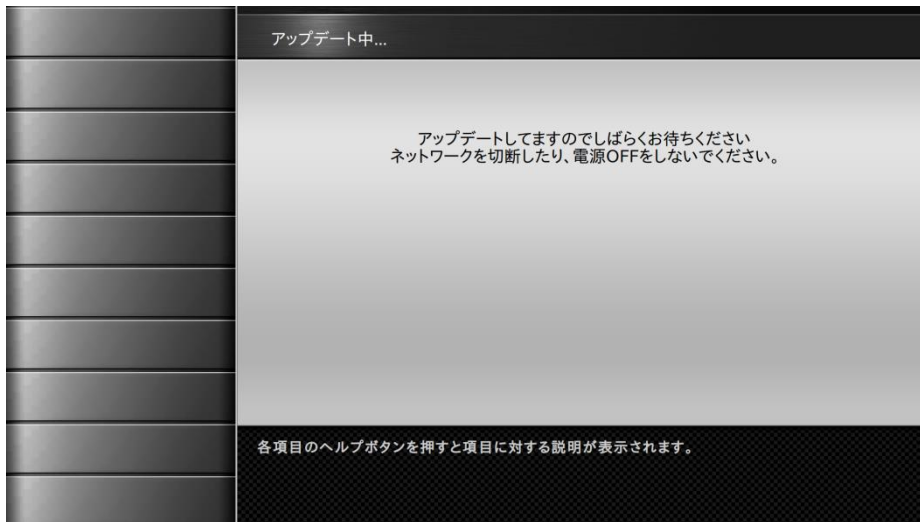 アップデート中...
アップデートしてますのでしばらくお待ちください
ネットワークを切断したり、電源OFFをしないでください。
各項目のヘルプボタンを押すと項目に対する説明が表示されます。